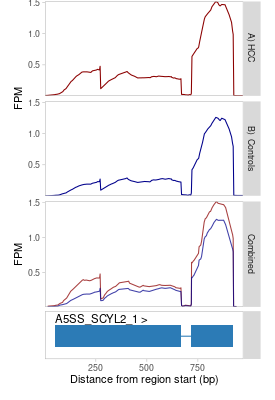 1.5
1.0
0.5
FPM
A) HCC
1.5
1.0
0.5
FPM
B) Controls
1.5
1.0
0.5
FPM
Combined
A5SS_SCYL2_1 >
250 500 750
Distance from region start (bp)